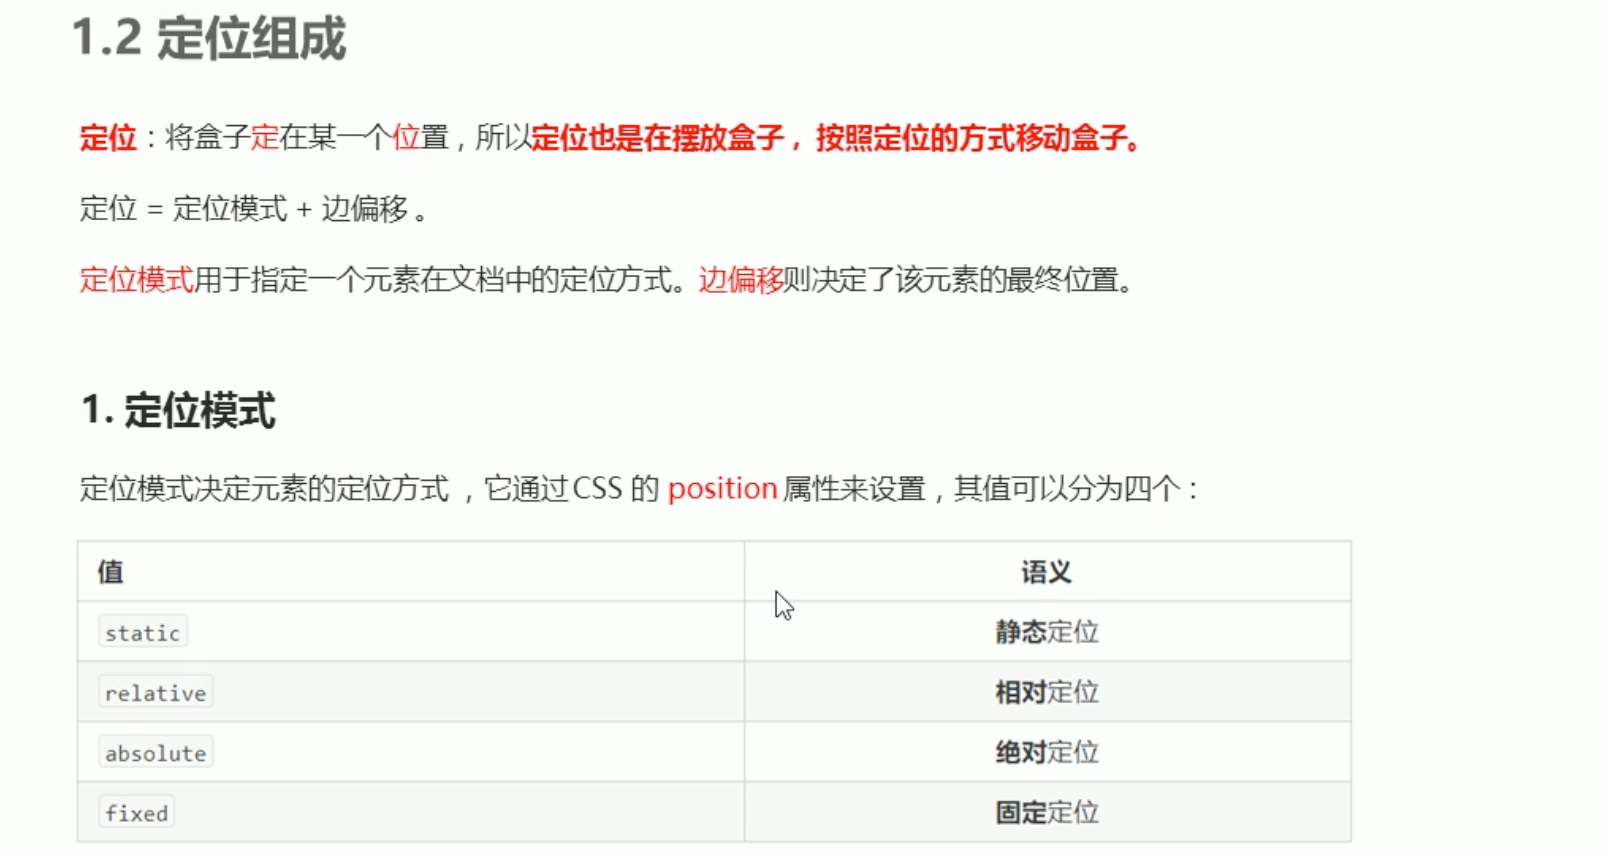 1.2 定位组成
定位：将盒子定在某一个位置，所以定位也是在摆放盒子，按照定位的方式移动盒子。
定位 = 定位模式 + 边偏移 。
定位模式用于指定一个元素在文档中的定位方式。边偏移则决定了该元素的最终位置。
1. 定位模式
定位模式决定元素的定位方式 ，它通过CSS 的 position 属性来设置，其值可以分为四个：
值 语义
static 静态定位
relative 相对定位
absolute 绝对定位
fixed 固定定位